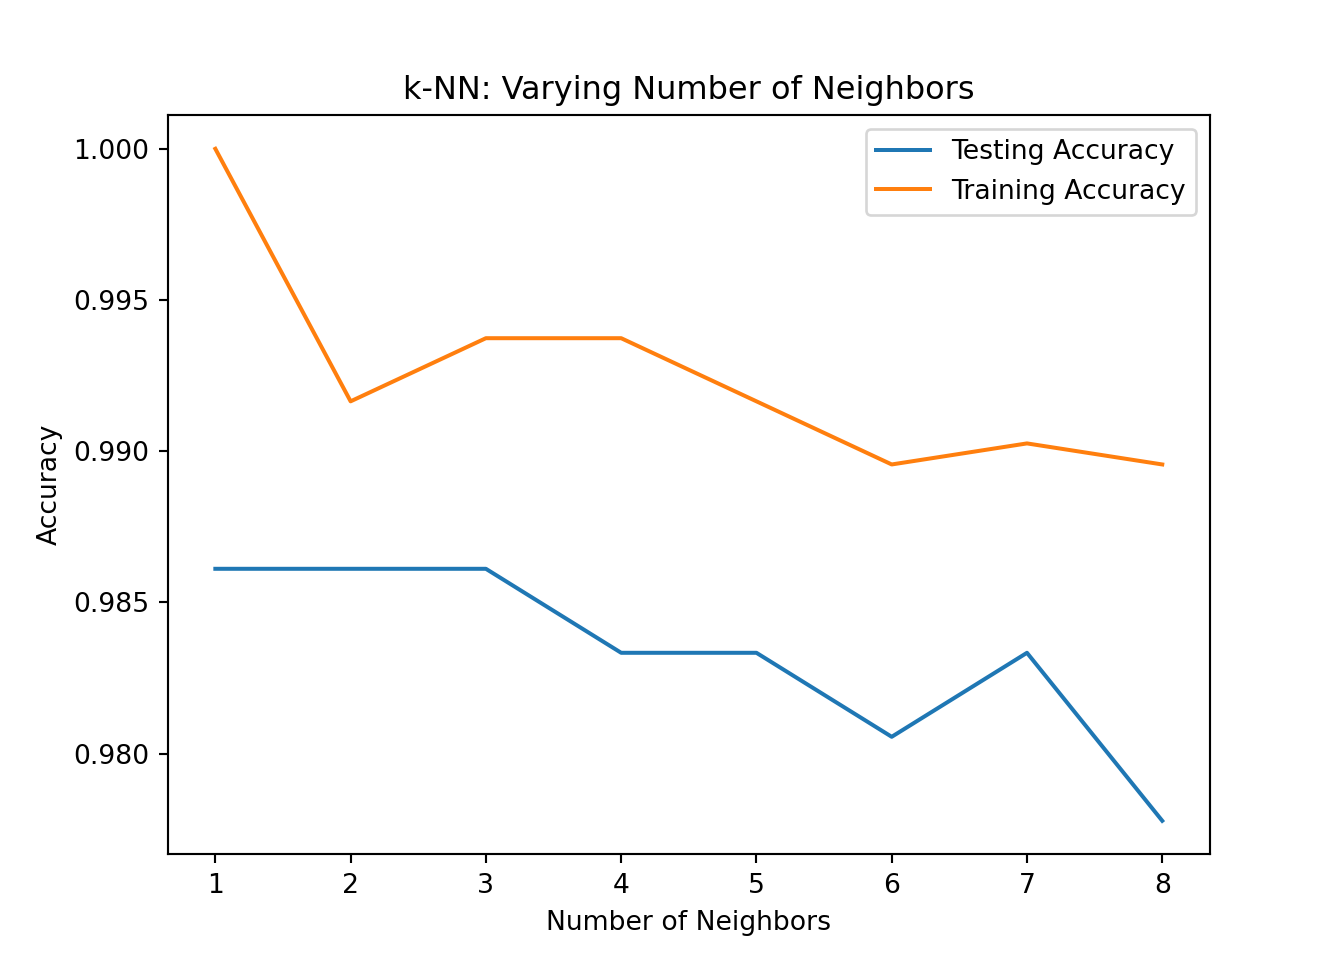 k-NN: Varying Number of Neighbors
Testing Accuracy
Training Accuracy
1.000
0.995
0.990
0.985
0.980
Accuracy
1 2 3 4 5 6 7 8
Number of Neighbors